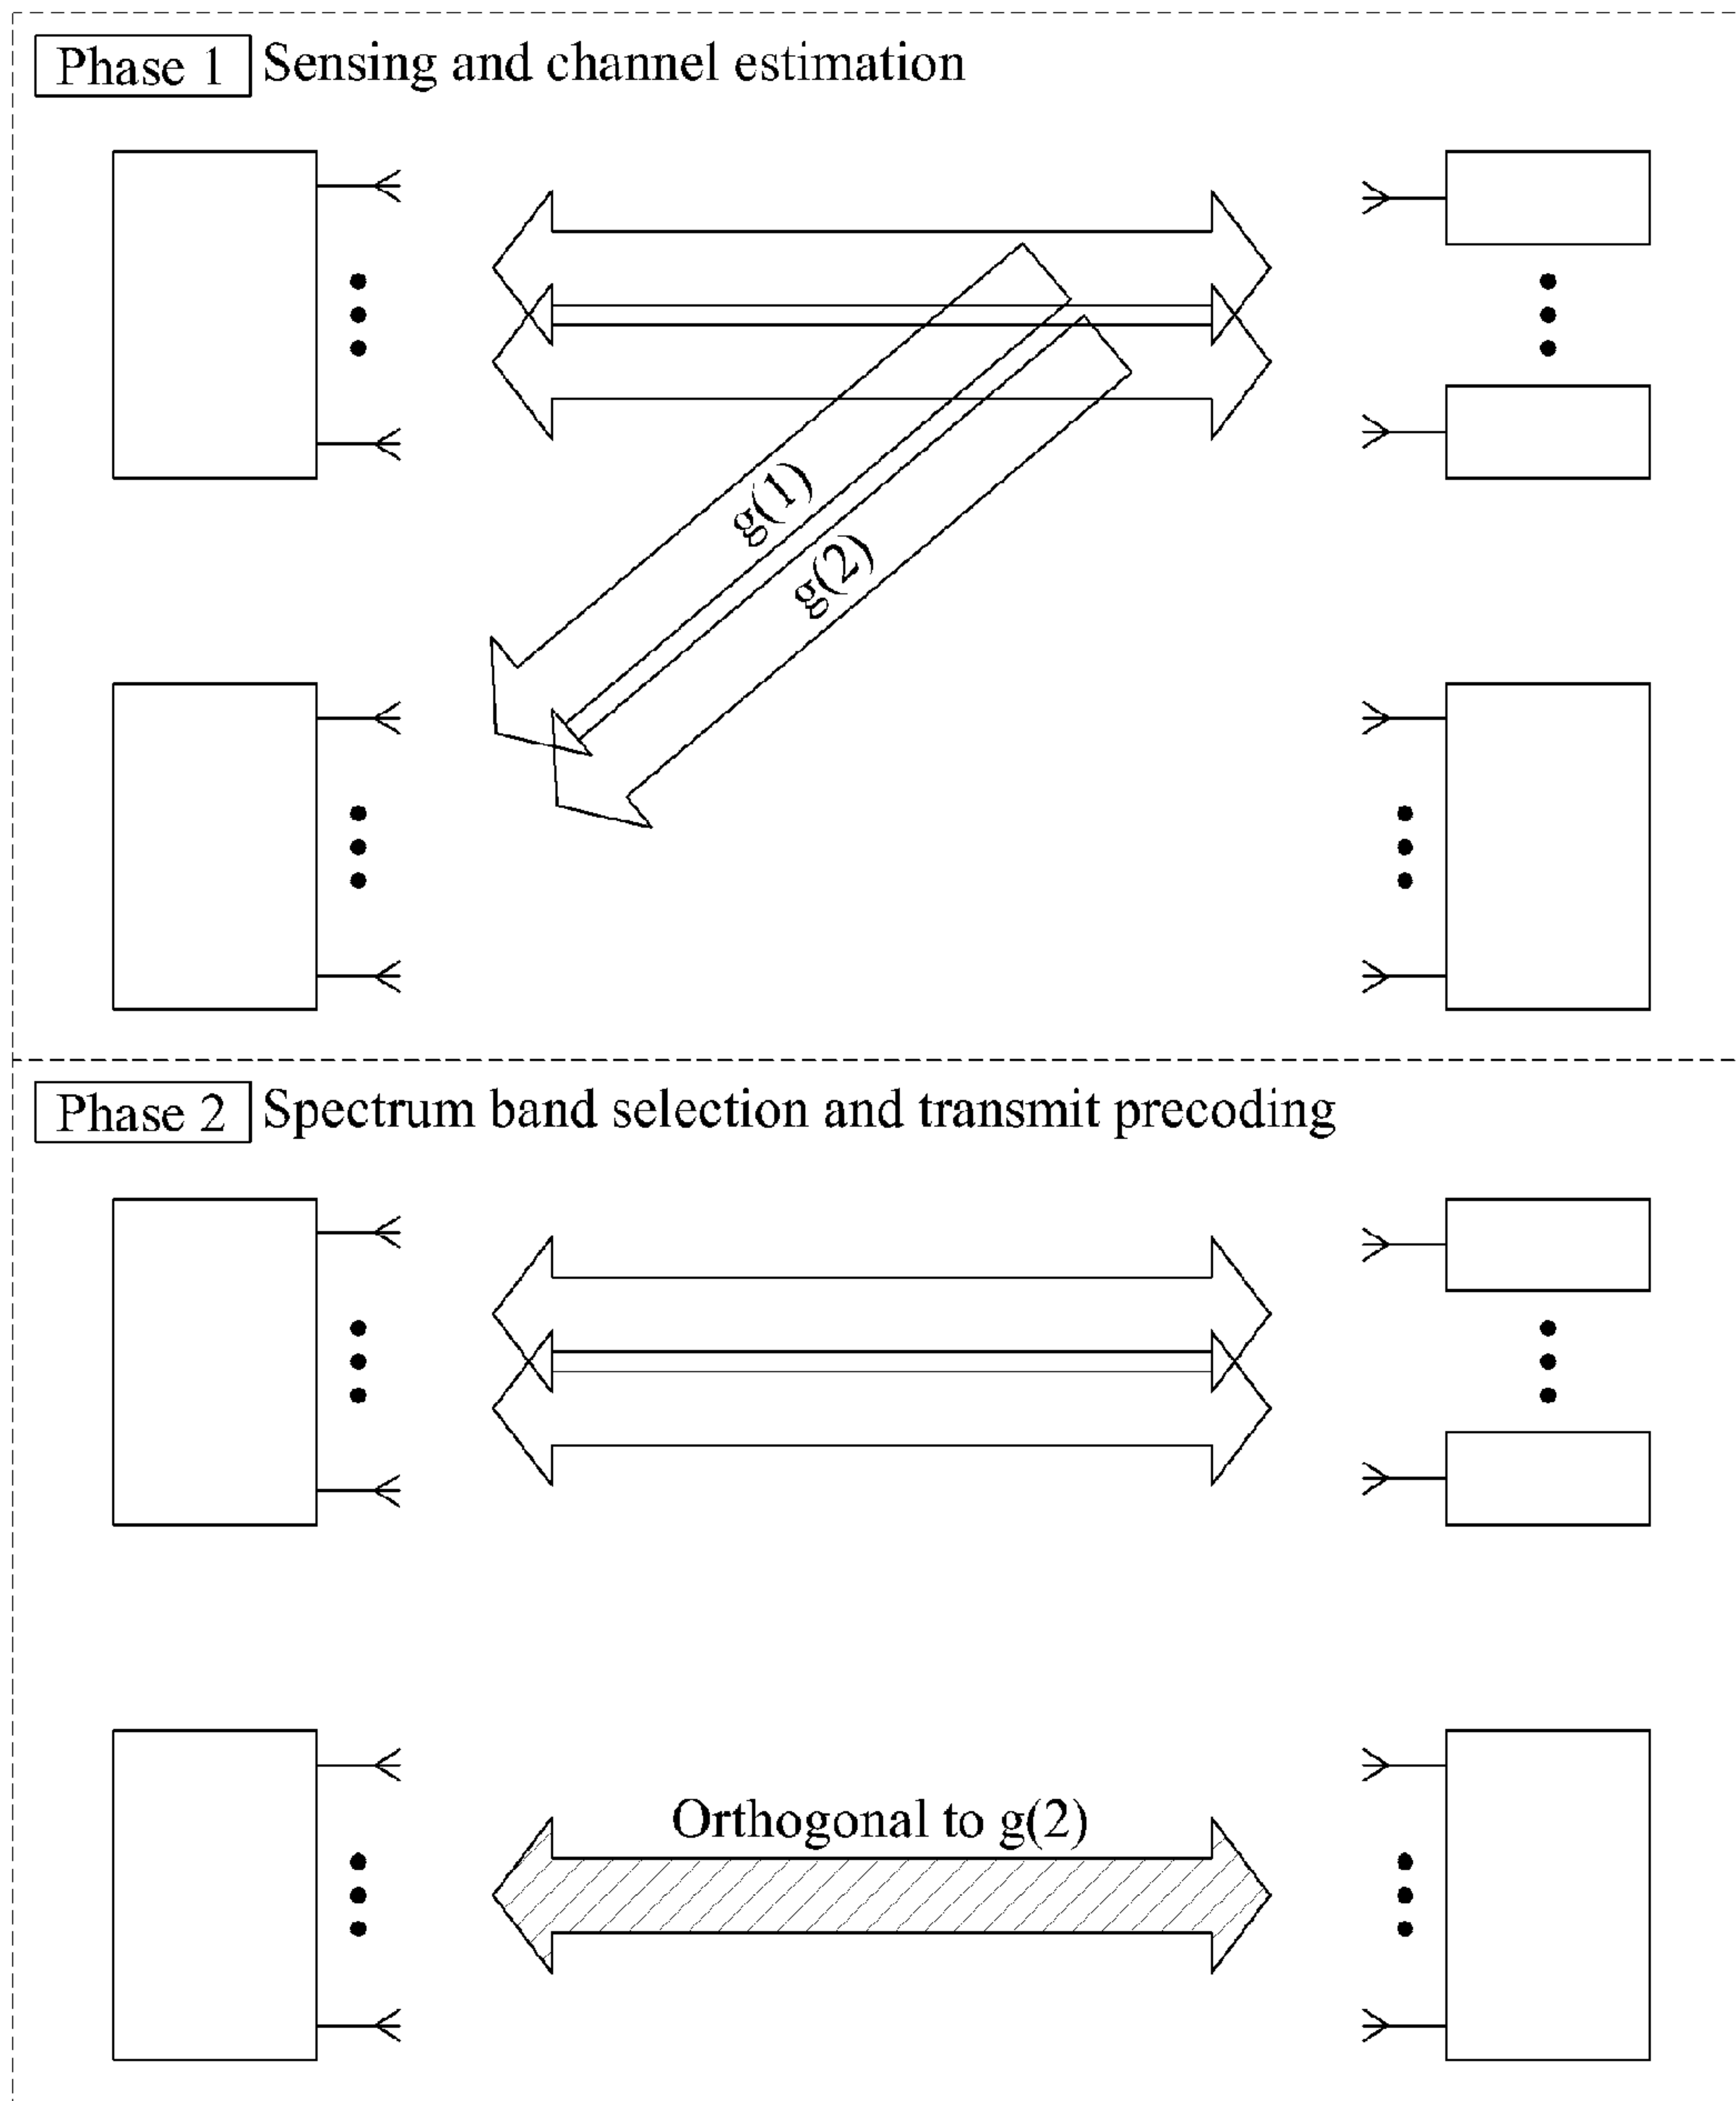 Phase 1 Sensing and channel estimation
g(1)
g(2)
Phase 2 Spectrum band selection and transmit precoding
Orthogonal to g(2)